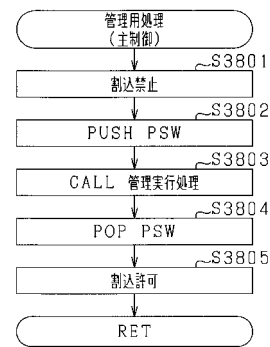 管理用処理
(主制御)
S3801
割込禁止
S3802
PUSH PSW
S3803
CALL 管理実行処理
S3804
POP PSW
S3805
割込許可
RET